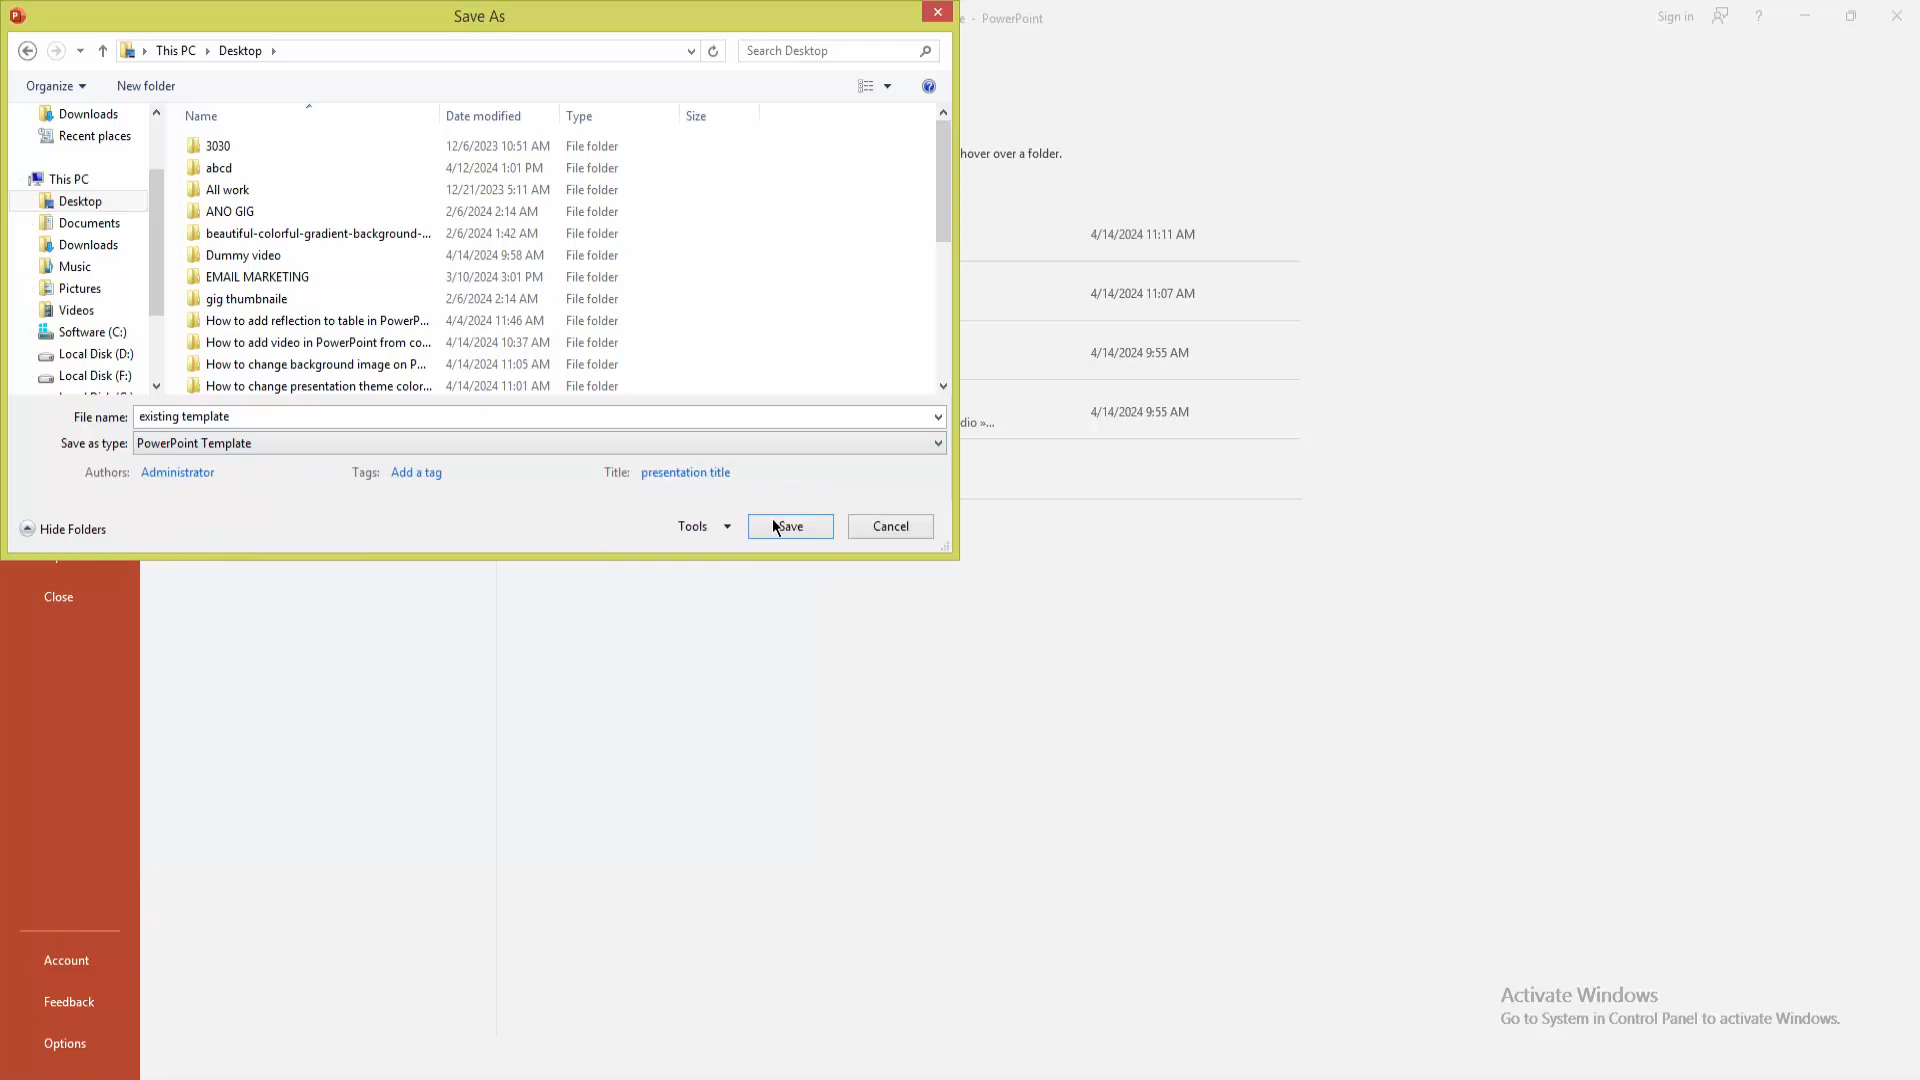 Save As
e - PowerPoint
Sign in
?
This PC
Desktop
Search Desktop
Organize
New folder
Downloads
Recent places
This PC
Desktop
Documents
Downloads
Music
Pictures
Videos
Software (C:)
Local Disk (D:)
Local Disk (F:)
Name Date modified Type Size
3030 12/6/2023 10:51 AM File folder
abcd 4/12/2024 1:01 PM File folder
All work 12/21/2023 5:11 AM File folder
ANO GIG 2/6/2024 2:14 AM File folder
beautiful-colorful-gradient-background-... 2/6/2024 1:42 AM File folder
Dummy video 4/14/2024 9:58 AM File folder
EMAIL MARKETING 3/10/2024 3:01 PM File folder
gig thumbnaile 2/6/2024 2:14 AM File folder
How to add reflection to table in PowerP... 4/4/2024 11:46 AM File folder
How to add video in PowerPoint from co... 4/14/2024 10:37 AM File folder
How to change background image on P... 4/14/2024 11:05 AM File folder
How to change presentation theme color... 4/14/2024 11:01 AM File folder
File name: existing template
Save as type: PowerPoint Template
Authors: Administrator Tags: Add a tag Title: presentation title
Hide Folders
Tools Save Cancel
hover over a folder.
4/14/2024 11:11 AM
4/14/2024 11:07 AM
4/14/2024 9:55 AM
4/14/2024 9:55 AM
dio »...
Close
Account
Feedback
Options
Activate Windows
Go to System in Control Panel to activate Windows.